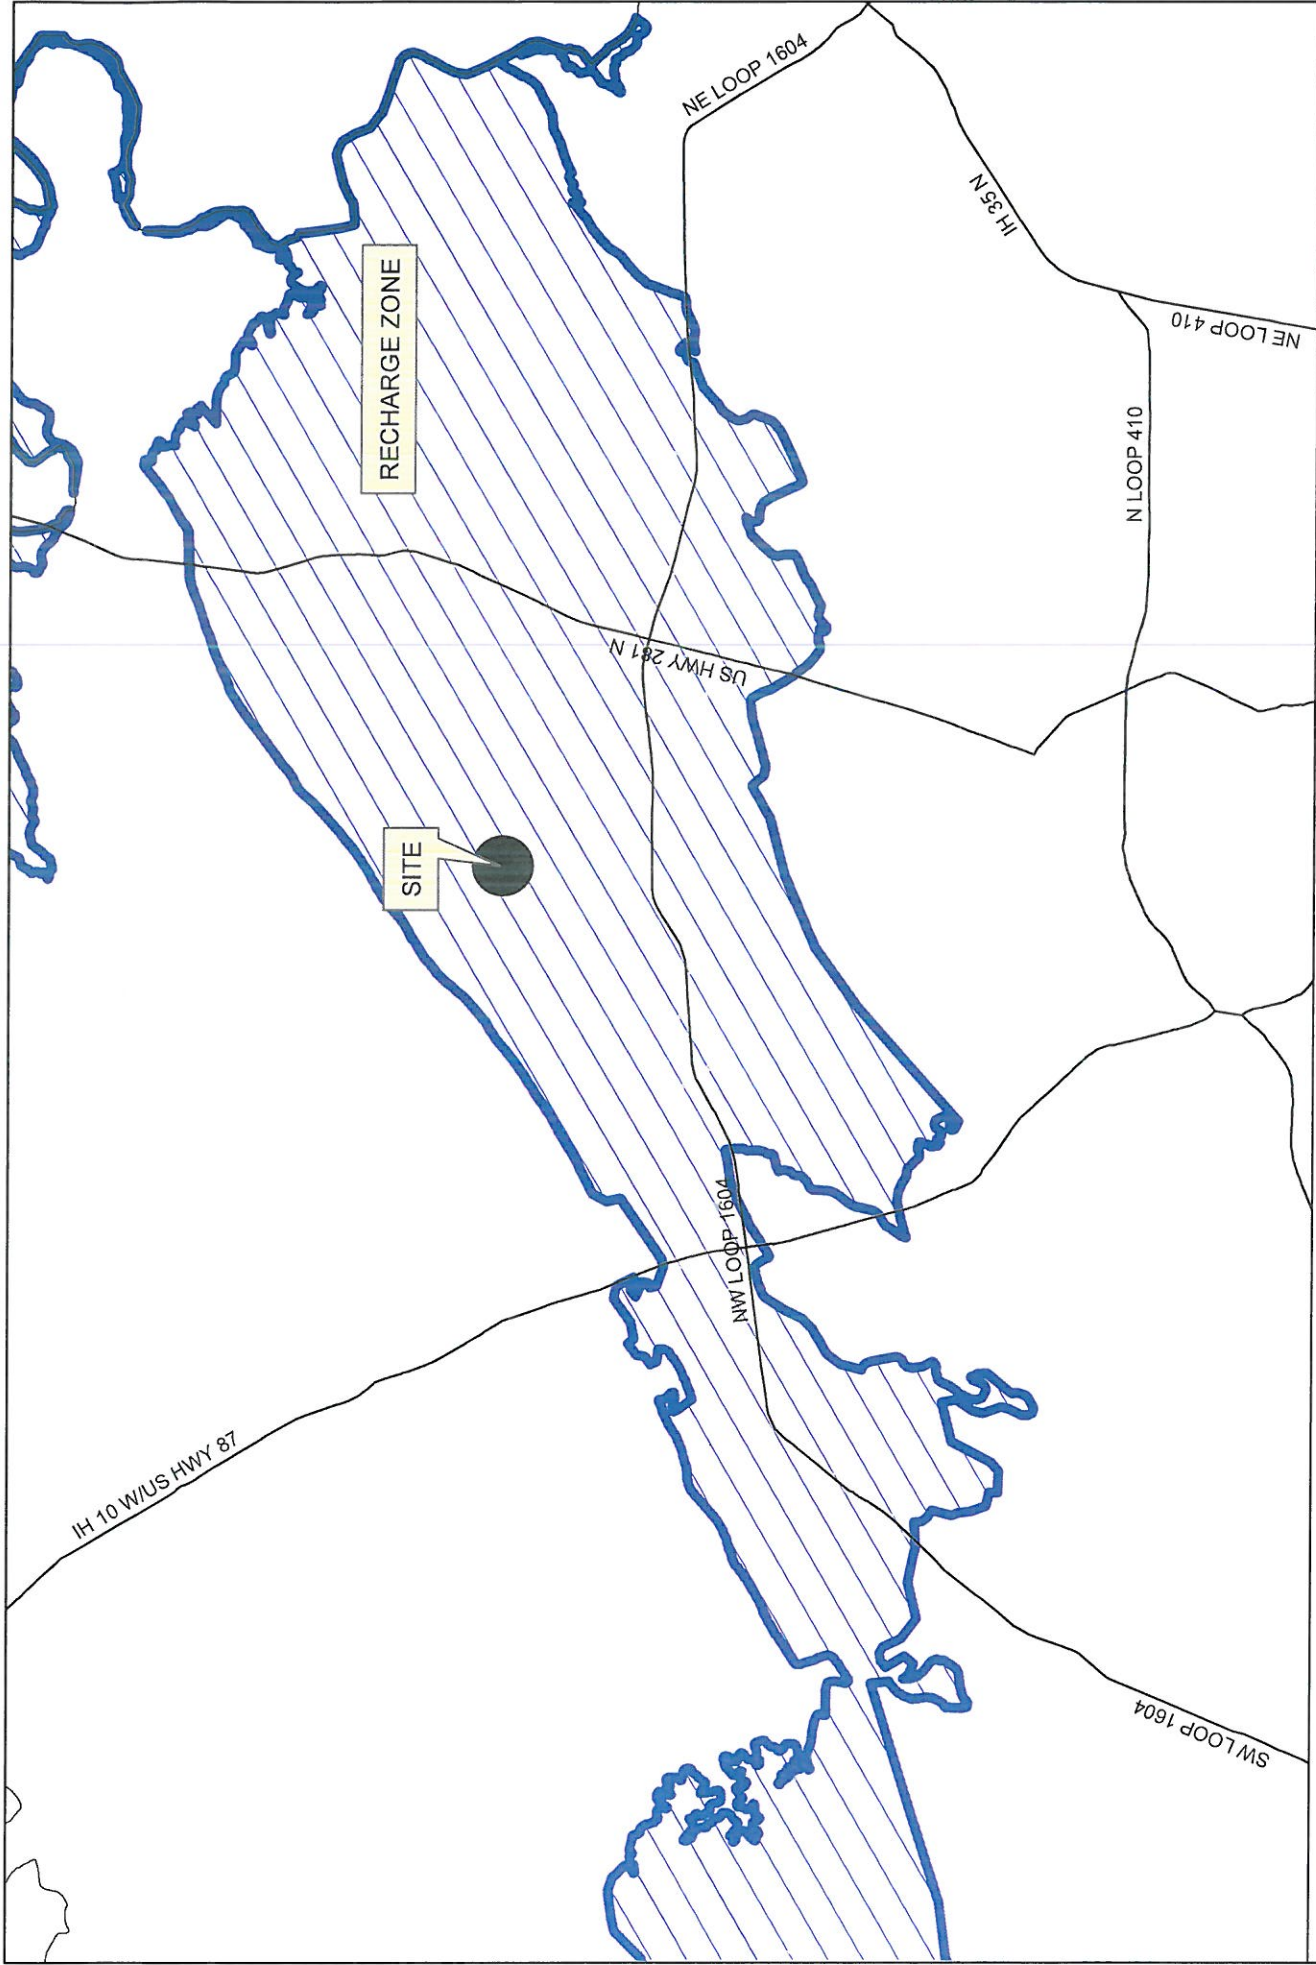 IH 10 W/US HWY 87
SITE
RECHARGE ZONE
NW LOOP 1604
US HWY 281 N
NE LOOP 1604
IH 35 N
SW LOOP 1604
N LOOP 410
NE LOOP 410